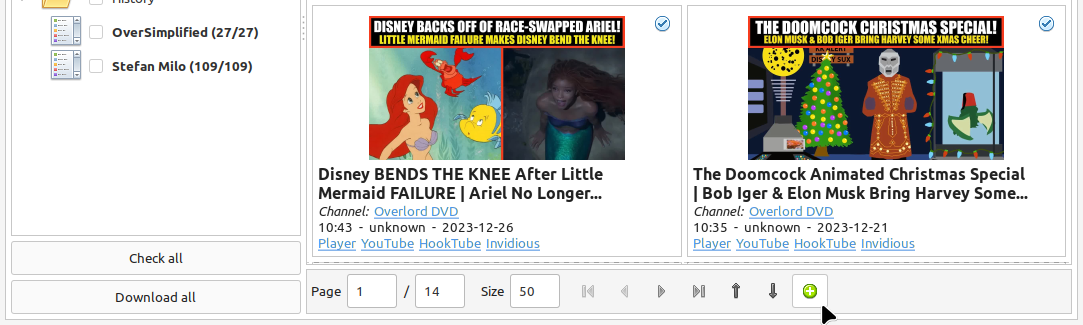 History
OverSimplified (27/27)
Stefan Milo (109/109)
Check all
Download all
DISNEY BACKS OFF OF RACE-SWAPPED ARIEL!
LITTLE MERMAID FAILURE MAKES DISNEY BEND THE KNEE!
Disney BENDS THE KNEE After Little
Mermaid FAILURE | Ariel No Longer...
Channel: Overlord DVD
10:43 - unknown - 2023-12-26
Player YouTube HookTube Invidious
THE DOOMCOCK CHRISTMAS SPECIAL!
ELON MUSK & BOB IGER BRING HARVEY SOME XMAS CHEER!
DISNEY SUX
The Doomcock Animated Christmas Special
| Bob Iger & Elon Musk Bring Harvey Some...
Channel: Overlord DVD
10:35 - unknown - 2023-12-21
Player YouTube HookTube Invidious
Page 1 / 14 Size 50